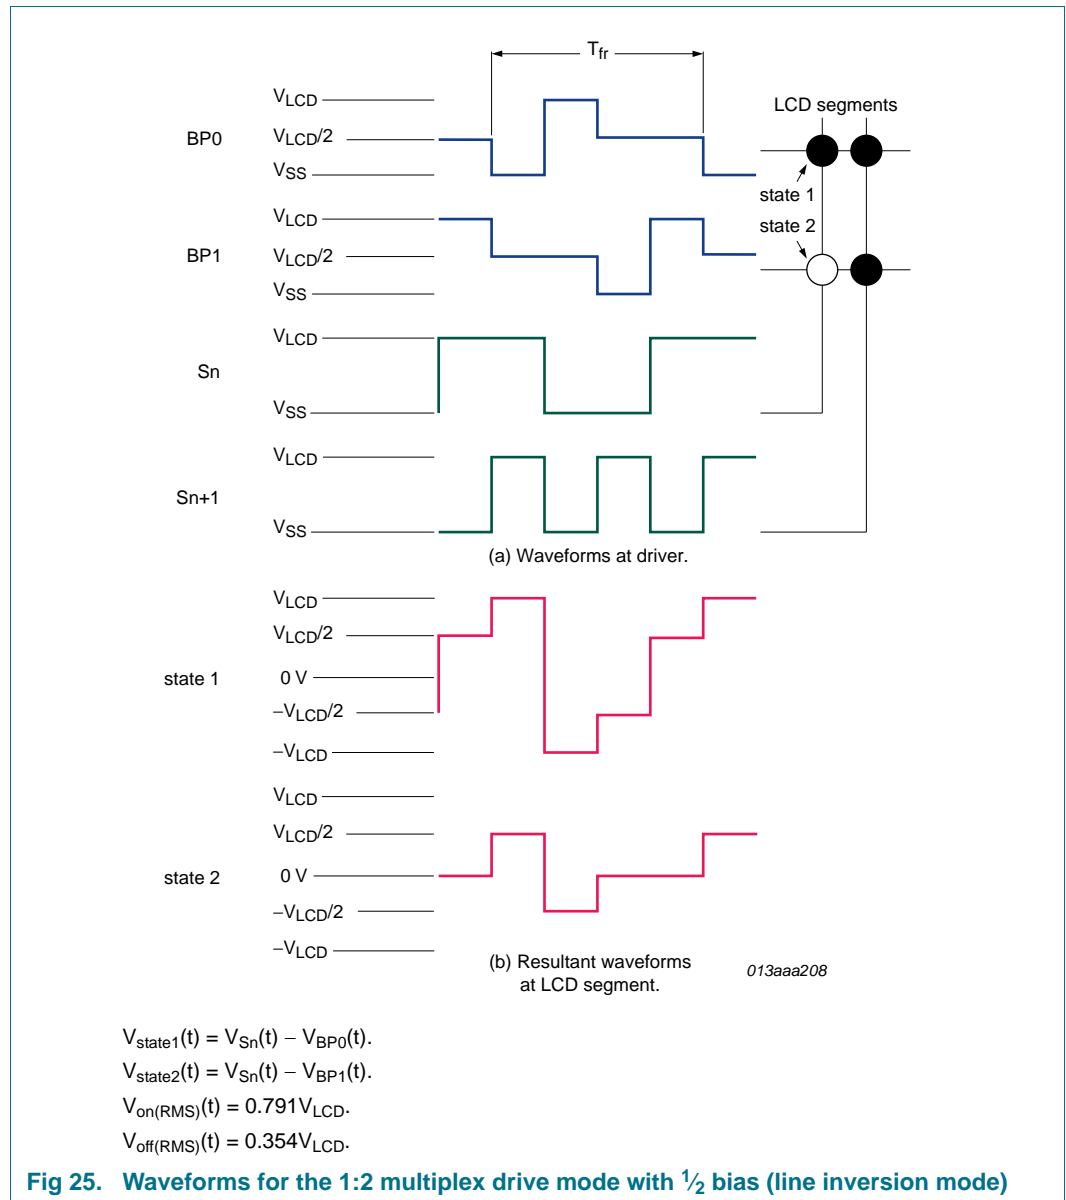 Tfr
VLCD
VLCD/2
VSS
BP0
LCD segments
state 1
state 2
VLCD
VLCD/2
VSS
BP1
VLCD
VSS
Sn
VLCD
VSS
Sn+1
(a) Waveforms at driver.
VLCD
VLCD/2
0 V
−VLCD/2
−VLCD
state 1
VLCD
VLCD/2
0 V
−VLCD/2
−VLCD
state 2
(b) Resultant waveforms
at LCD segment.
013aaa208
Vstate1(t) = VSn(t) − VBP0(t).
Vstate2(t) = VSn(t) − VBP1(t).
Von(RMS)(t) = 0.791VLCD.
Voff(RMS)(t) = 0.354VLCD.
Fig 25. Waveforms for the 1:2 multiplex drive mode with 1⁄2 bias (line inversion mode)